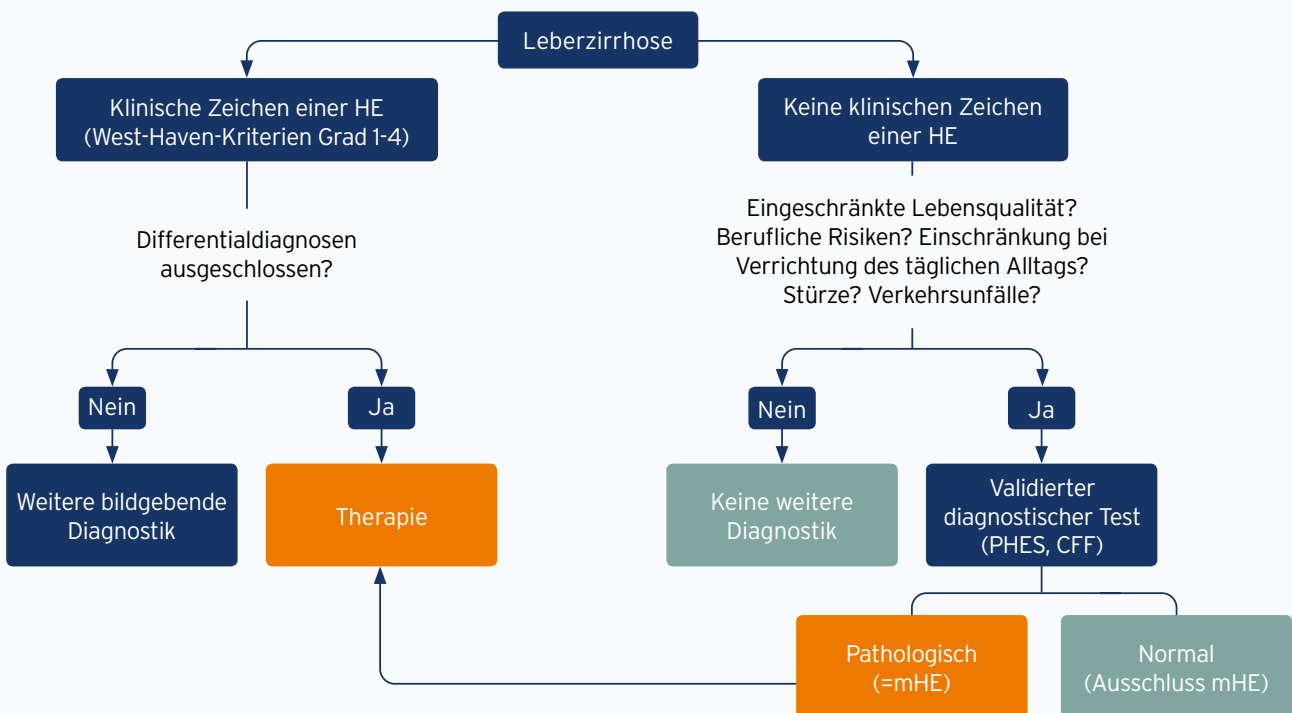 Leberzirrhose
Klinische Zeichen einer HE
(West-Haven-Kriterien Grad 1-4)
Keine klinischen Zeichen
einer HE
Differentialdiagnosen
ausgeschlossen?
Eingeschränkte Lebensqualität?
Berufliche Risiken? Einschränkung bei
Verrichtung des täglichen Alltags?
Stürze? Verkehrsunfälle?
Nein
Ja
Nein
Ja
Weitere bildgebende
Diagnostik
Therapie
Keine weitere
Diagnostik
Validierter
diagnostischer Test
(PHES, CFF)
Pathologisch
(=mHE)
Normal
(Ausschluss mHE)